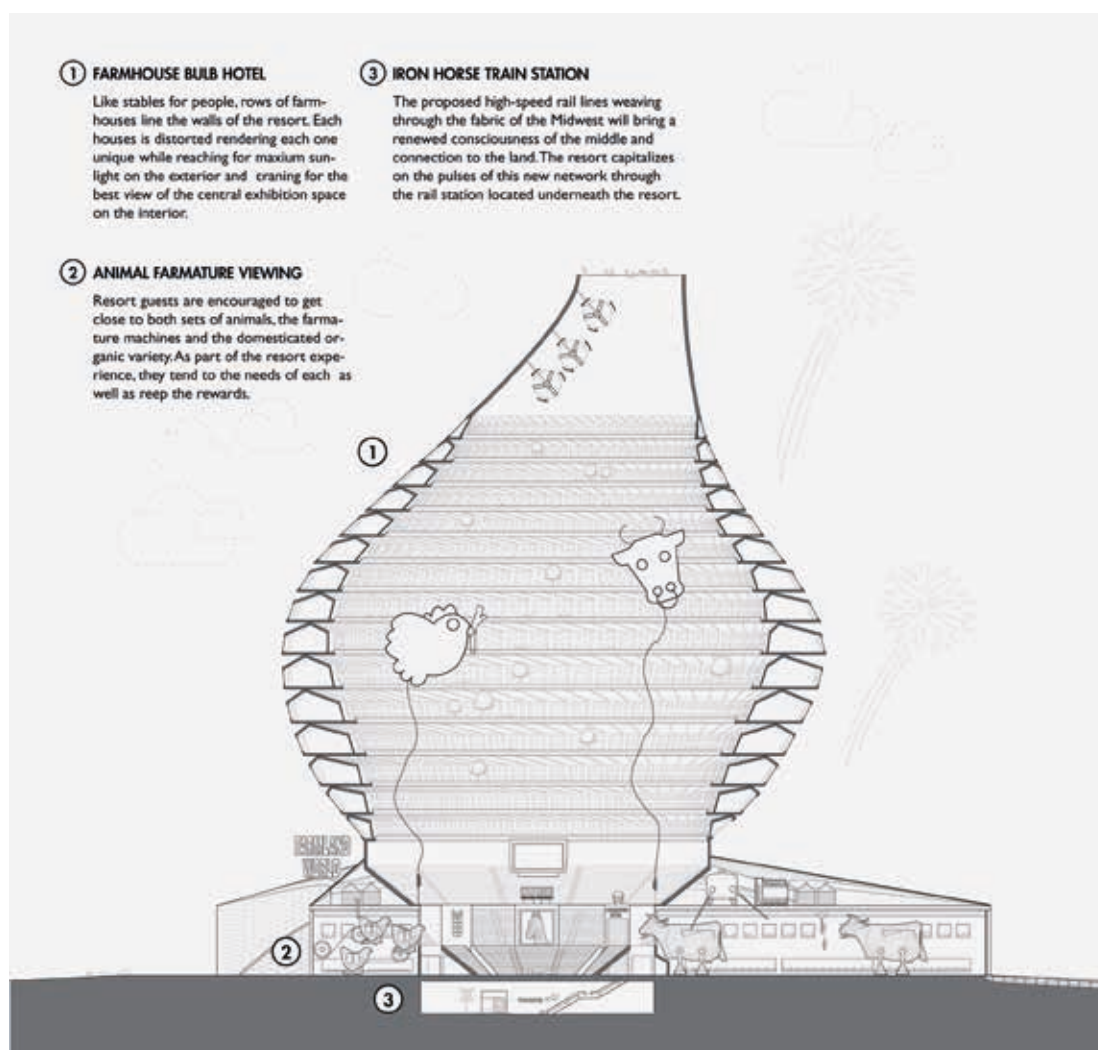 1 FARMHOUSE BULB HOTEL
Like stables for people, rows of farm-
houses line the walls of the resort. Each
houses is distorted rendering each one
unique while reaching for maxium sun-
light on the exterior and craning for the
best view of the central exhibition space
on the interior.
2 ANIMAL FARMATURE VIEWING
Resort guests are encouraged to get
close to both sets of animals, the farma-
ture machines and the domesticated or-
ganic variety. As part of the resort expe-
rience, they tend to the needs of each as
well as reep the rewards.
3 IRON HORSE TRAIN STATION
The proposed high-speed rail lines weaving
through the fabric of the Midwest will bring a
renewed consciousness of the middle and
connection to the land. The resort capitalizes
on the pulses of this new network through
the rail station located underneath the resort.
1
FARMLAND
WORLD
2
3